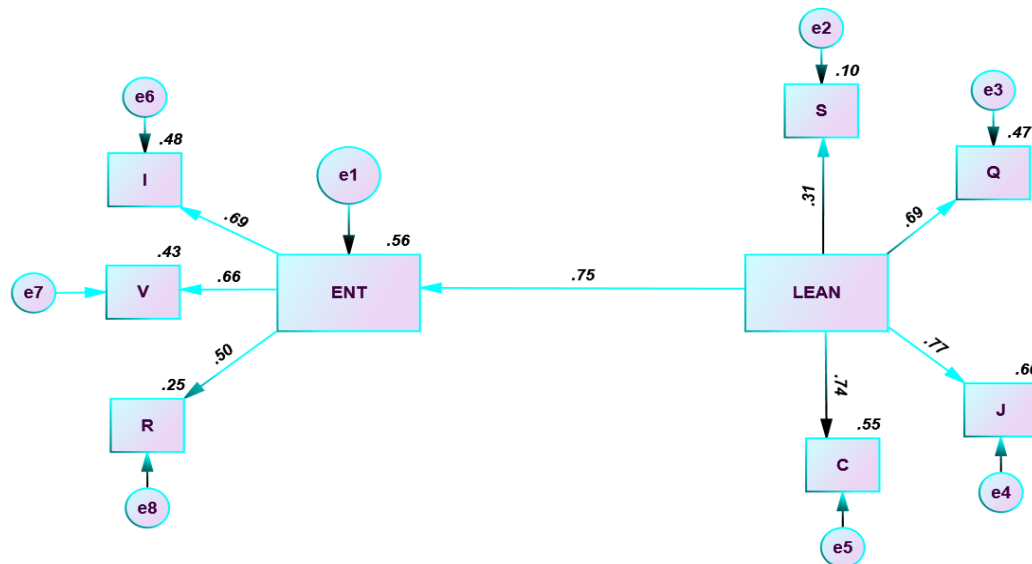 e2
.10
S
e3
.47
Q
e6
.48
I
e1
.56
ENT
.69
.31
.69
.43
V
e7
.66
.75
LEAN
.50
.77
.74
.25
R
e8
.55
C
J
e4
e5